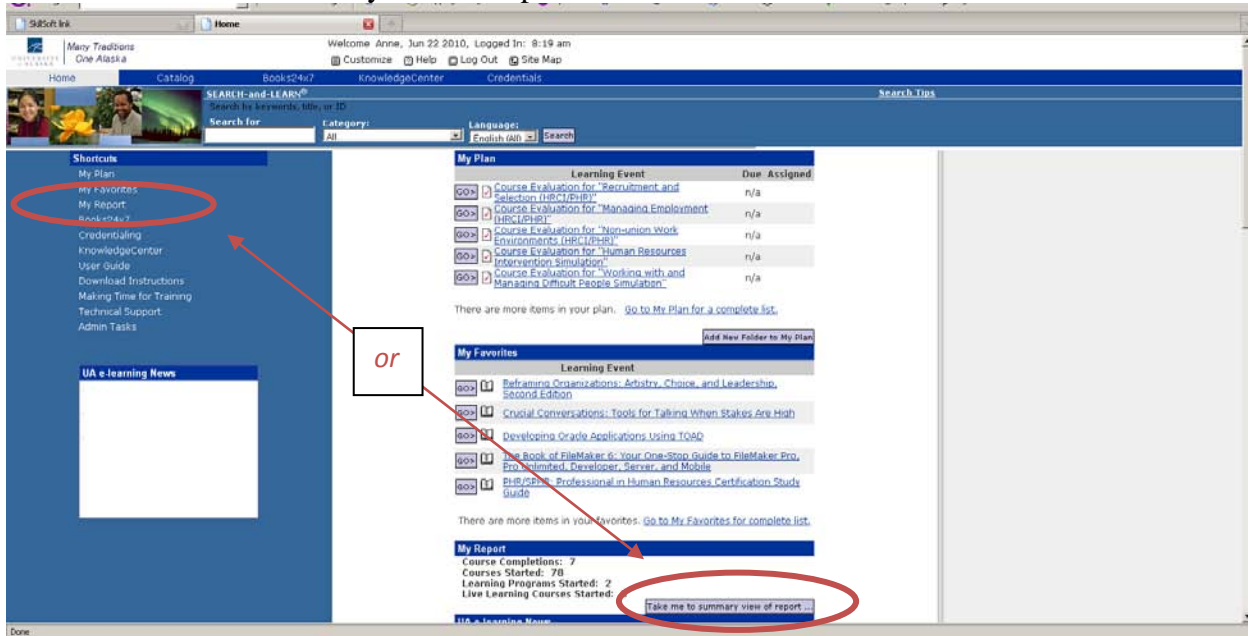 SkillSoft link
Home
Many Traditions
One Alaska
Welcome Anne, Jun 22 2010, Logged In: 8:19 am
Customize Help Log Out Site Map
Home Catalog Books24x7 KnowledgeCenter Credentials
SEARCH-and-LEARN®
Search Tips
Search by keywords, title, or ID
Search for Category: Language:
All English (All) Search
Shortcuts
My Plan
My Favorites
My Report
Books24x7
Credentialing
KnowledgeCenter
User Guide
Download Instructions
Making Time for Training
Technical Support
Admin Tasks
UA e-learning News
or
My Plan
Learning Event Due Assigned
GO> Course Evaluation for "Recruitment and
Selection (HRCI/PHR)" n/a
GO> Course Evaluation for "Managing Employment
(HRCI/PHR)" n/a
GO> Course Evaluation for "Non-union Work
Environments (HRCI/PHR)" n/a
GO> Course Evaluation for "Human Resources
Intervention Simulation" n/a
GO> Course Evaluation for "Working with and
Managing Difficult People Simulation" n/a
There are more items in your plan. Go to My Plan for a complete list.
Add New Folder to My Plan
My Favorites
Learning Event
GO> Reframing Organizations: Artistry, Choice, and Leadership,
Second Edition
GO> Crucial Conversations: Tools for Talking When Stakes Are High
GO> Developing Oracle Applications Using TOAD
GO> The Book of FileMaker 6: Your One-Stop Guide to FileMaker Pro,
Pro Unlimited, Developer, Server, and Mobile
GO> PHR/SPHR: Professional in Human Resources Certification Study
Guide
There are more items in your favorites. Go to My Favorites for complete list.
My Report
Course Completions: 7
Courses Started: 78
Learning Programs Started: 2
Live Learning Courses Started:
Take me to summary view of report ...
UA e-learning News
Done